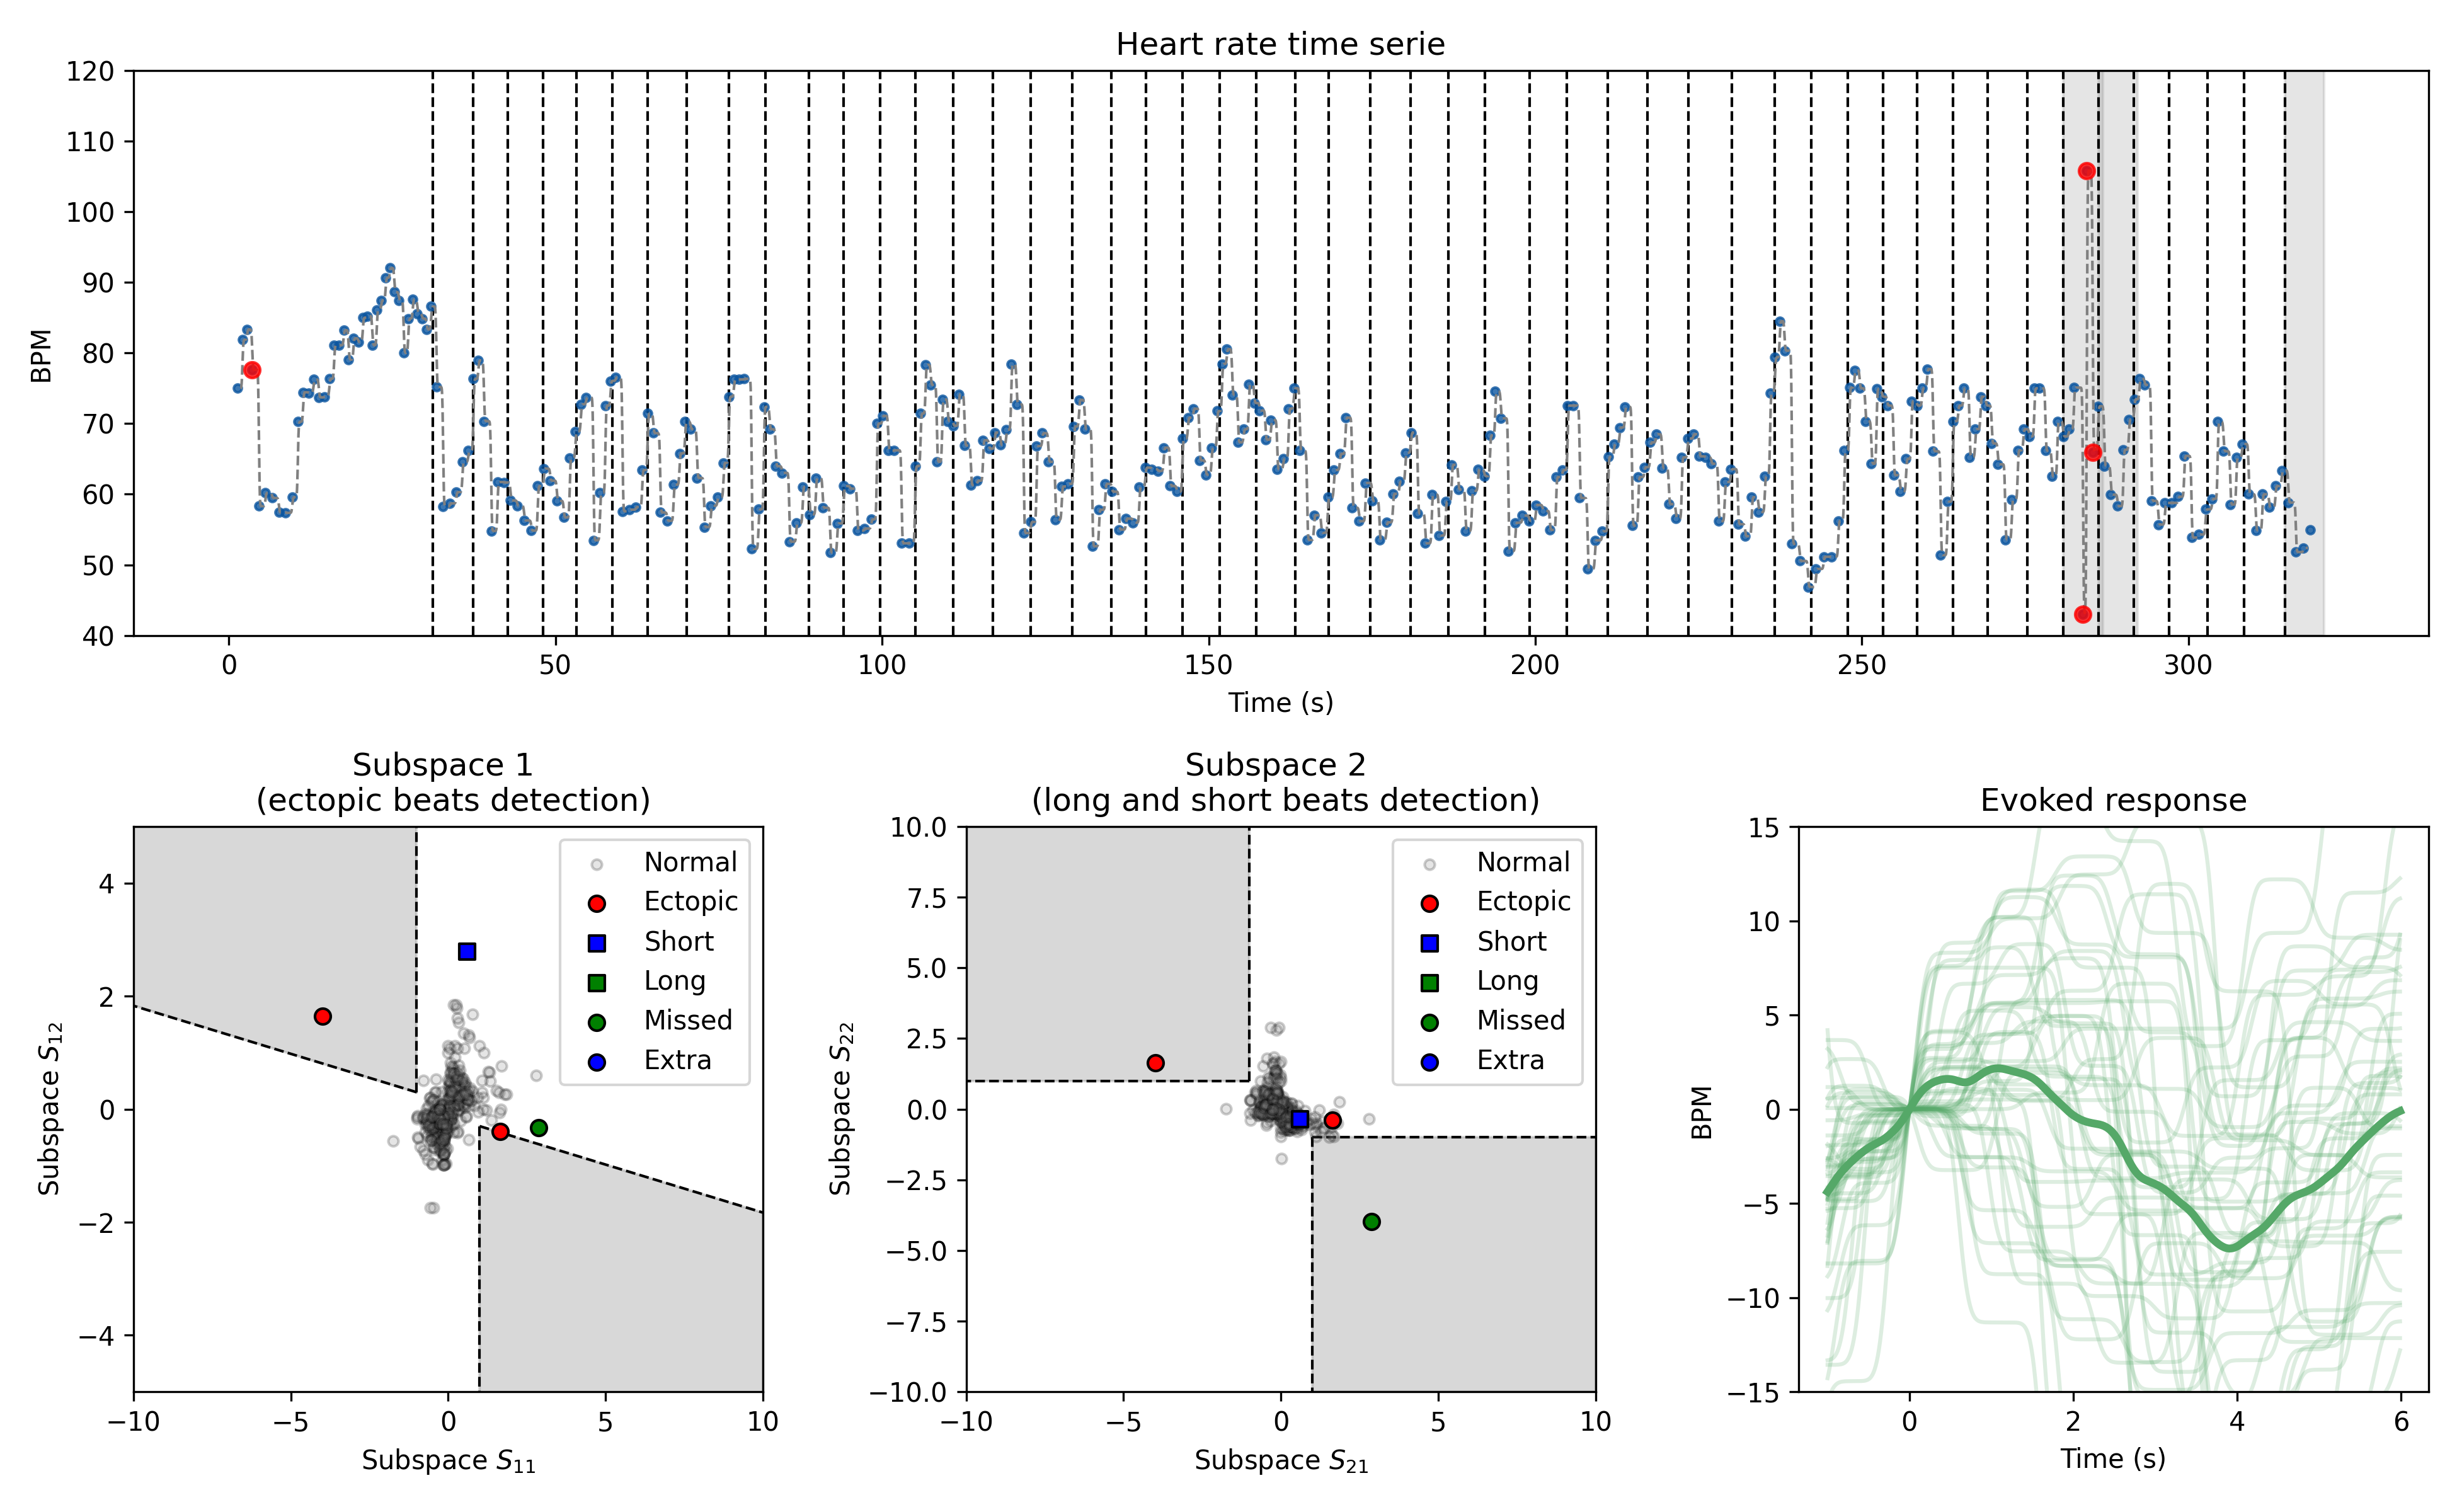 Heart rate time serie
120
110
100
90
80
70
60
50
40
BPM
0 50 100 150 200 250 300
Time (s)
Subspace 1
(ectopic beats detection)
4
2
0
−2
−4
Subspace S12
Normal
Ectopic
Short
Long
Missed
Extra
−10 −5 0 5 10
Subspace S11
Subspace 2
(long and short beats detection)
10.0
7.5
5.0
2.5
0.0
−2.5
−5.0
−7.5
−10.0
Subspace S22
Normal
Ectopic
Short
Long
Missed
Extra
−10 −5 0 5 10
Subspace S21
Evoked response
15
10
5
0
−5
−10
−15
BPM
0 2 4 6
Time (s)